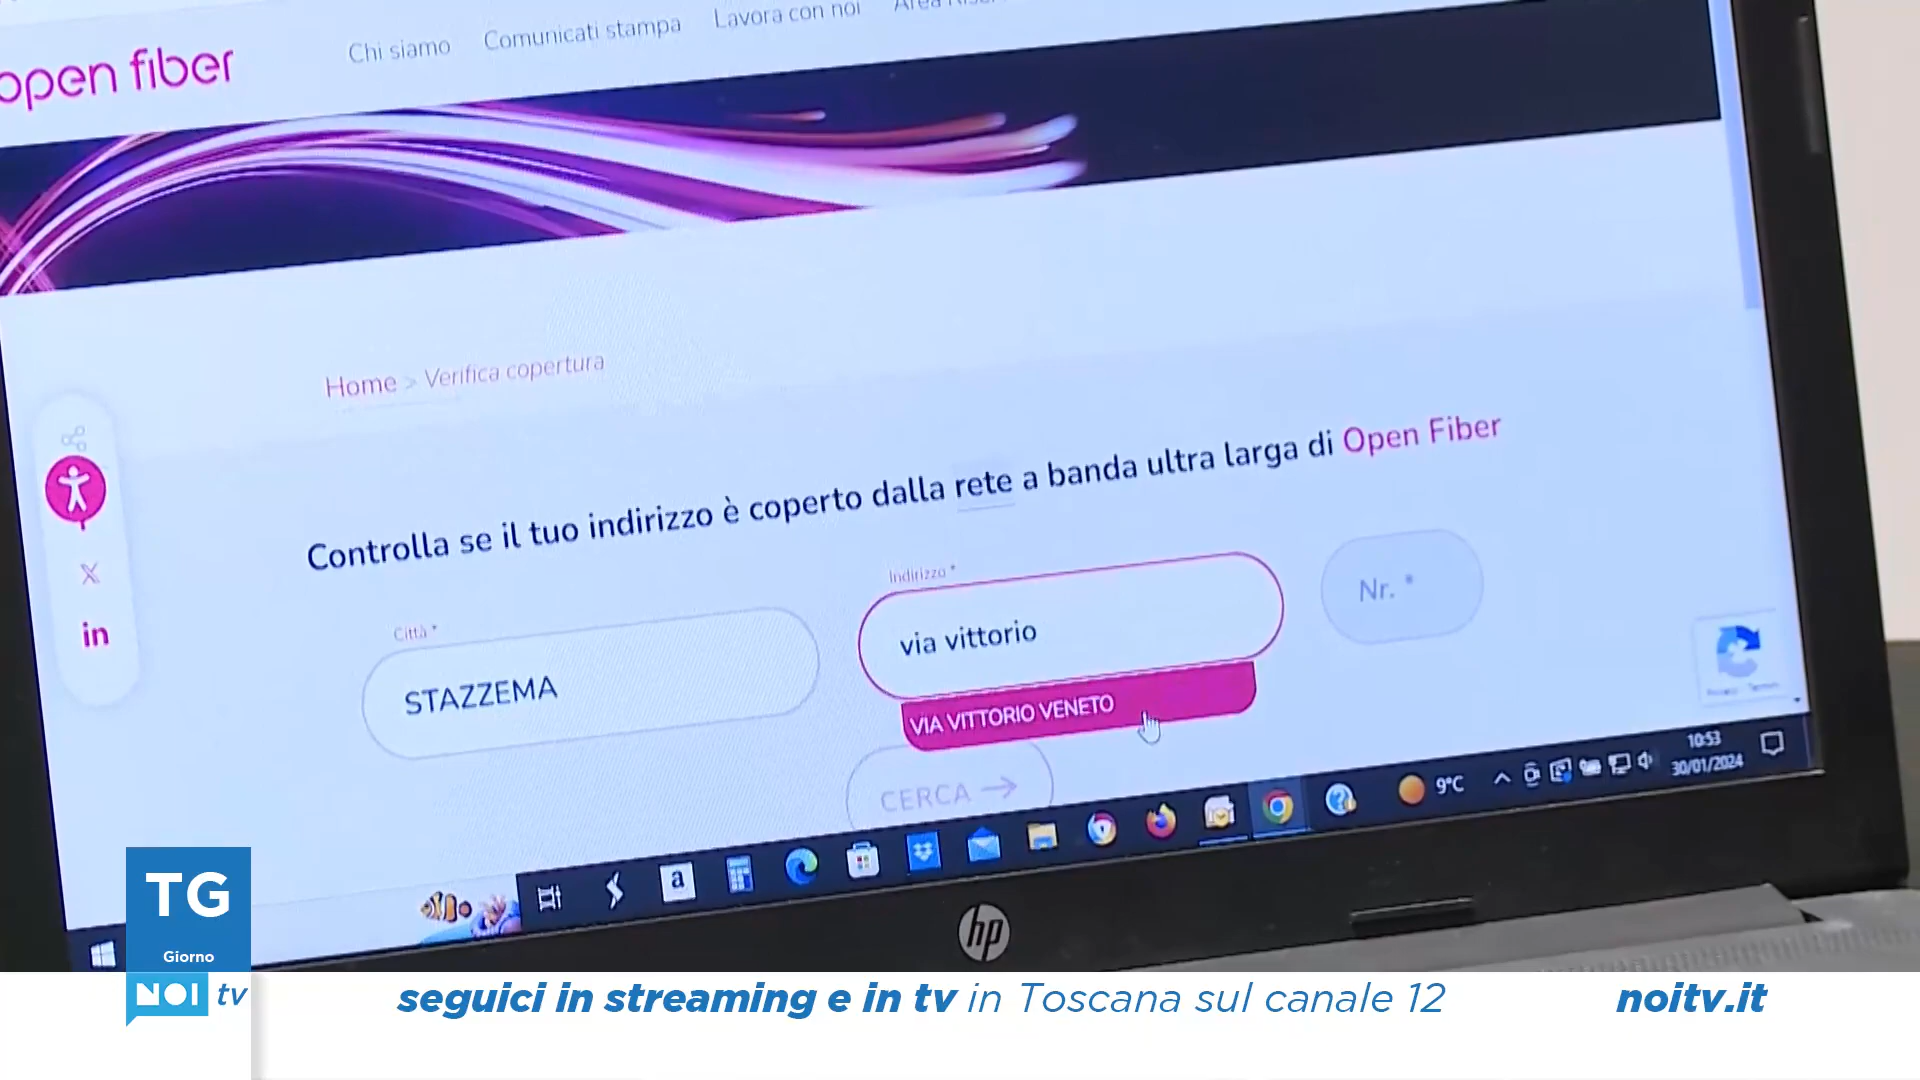 open fiber
Chi siamo
Comunicati stampa
Lavora con noi
Home > Verifica copertura
Controlla se il tuo indirizzo è coperto dalla rete a banda ultra larga di Open Fiber
Città *
STAZZEMA
Indirizzo *
via vittorio
VIA VITTORIO VENETO
Nr. *
CERCA →
X
in
a
9°C
10:53
30/01/2024
hp
TG
Giorno
NOI tv
seguici in streaming e in tv in Toscana sul canale 12
noitv.it